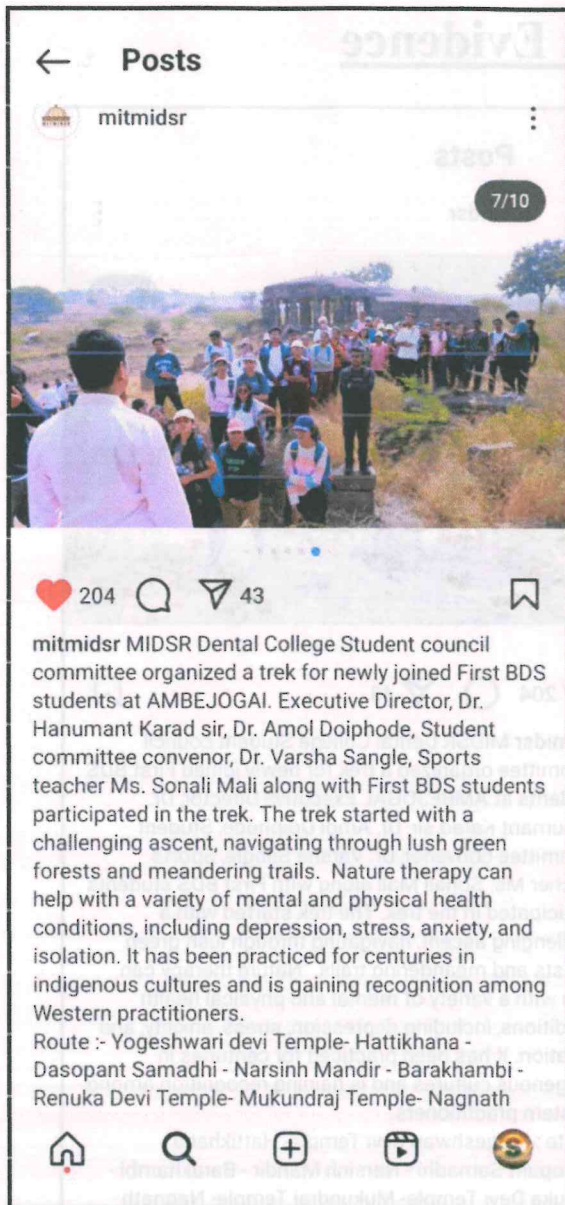 Evidence
← Posts
Posts
mitmidsr
7/10
204 43
mitmidsr MIDSR Dental College Student council
committee organized a trek for newly joined First BDS
students at AMBEJOGAI. Executive Director, Dr.
Hanumant Karad sir, Dr. Amol Doiphode, Student
committee convenor, Dr. Varsha Sangle, Sports
teacher Ms. Sonali Mali along with First BDS students
participated in the trek. The trek started with a
challenging ascent, navigating through lush green
forests and meandering trails.  Nature therapy can
help with a variety of mental and physical health
conditions, including depression, stress, anxiety, and
isolation. It has been practiced for centuries in
indigenous cultures and is gaining recognition among
Western practitioners.
Route :- Yogeshwari devi Temple- Hattikhana -
Dasopant Samadhi - Narsinh Mandir - Barakhambi -
Renuka Devi Temple- Mukundraj Temple- Nagnath
S